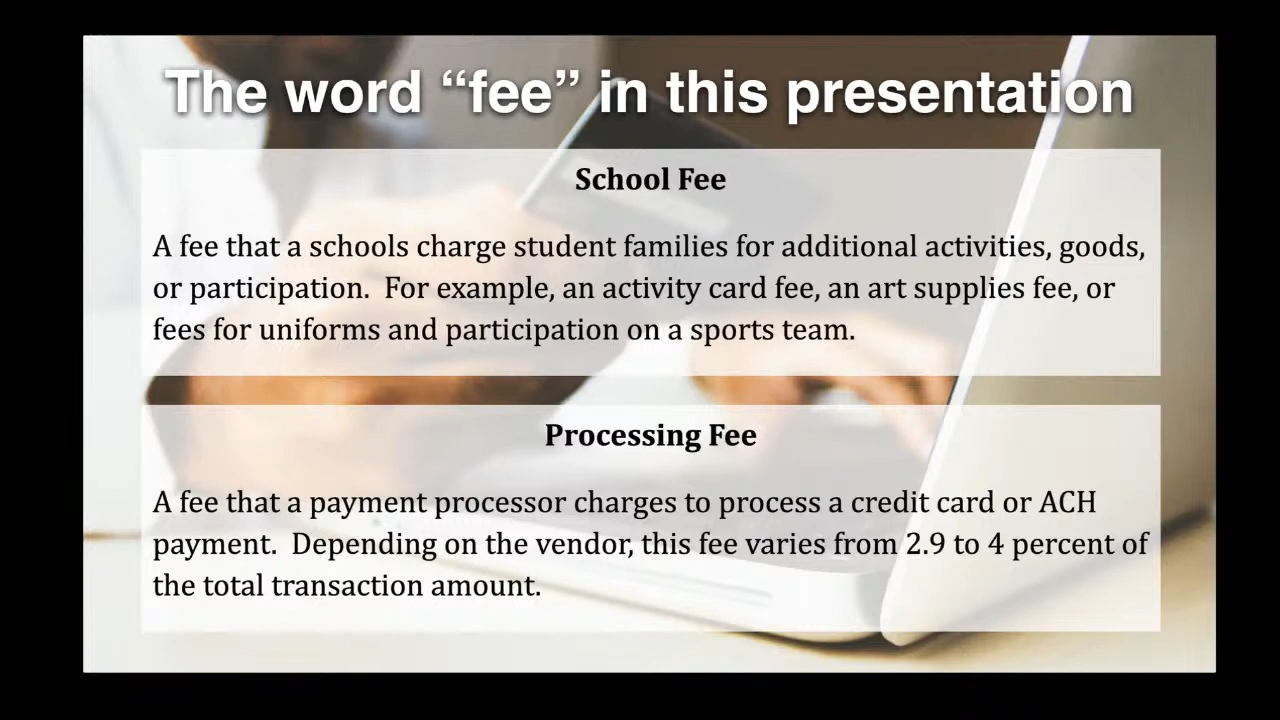 The word “fee” in this presentation
School Fee
A fee that a schools charge student families for additional activities, goods,
or participation.  For example, an activity card fee, an art supplies fee, or
fees for uniforms and participation on a sports team.
Processing Fee
A fee that a payment processor charges to process a credit card or ACH
payment.  Depending on the vendor, this fee varies from 2.9 to 4 percent of
the total transaction amount.